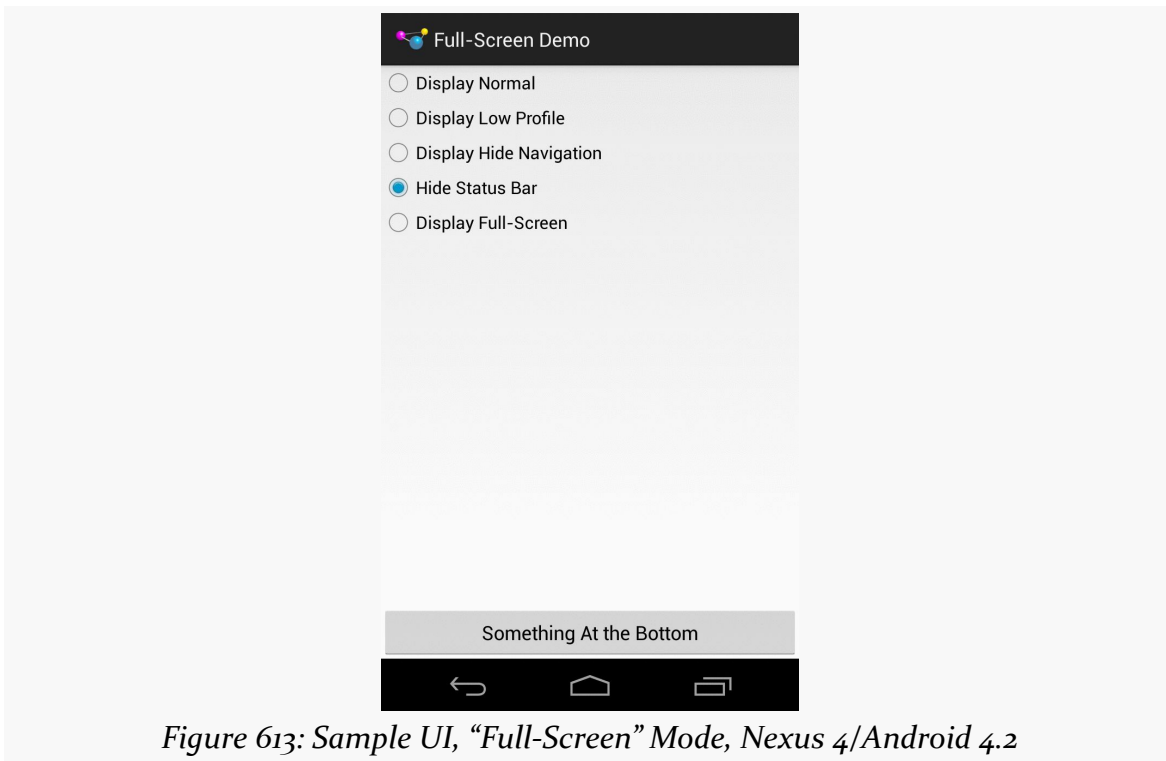 Full-Screen Demo
Display Normal
Display Low Profile
Display Hide Navigation
Hide Status Bar
Display Full-Screen
Something At the Bottom
Figure 613: Sample UI, “Full-Screen” Mode, Nexus 4/Android 4.2